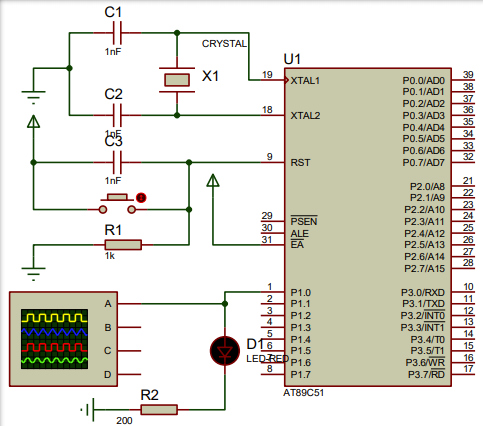 C1
1nF
CRYSTAL
X1
C2
1nF
C3
1nF
R1
1k
U1
19 XTAL1
18 XTAL2
9 RST
29 PSEN
30 ALE
31 EA
1 P1.0
2 P1.1
3 P1.2
4 P1.3
5 P1.4
6 P1.5
7 P1.6
8 P1.7
P0.0/AD0 39
P0.1/AD1 38
P0.2/AD2 37
P0.3/AD3 36
P0.4/AD4 35
P0.5/AD5 34
P0.6/AD6 33
P0.7/AD7 32
P2.0/A8 21
P2.1/A9 22
P2.2/A10 23
P2.3/A11 24
P2.4/A12 25
P2.5/A13 26
P2.6/A14 27
P2.7/A15 28
P3.0/RXD 10
P3.1/TXD 11
P3.2/INT0 12
P3.3/INT1 13
P3.4/T0 14
P3.5/T1 15
P3.6/WR 16
P3.7/RD 17
AT89C51
A
B
C
D
D1
LED-RED
R2
200